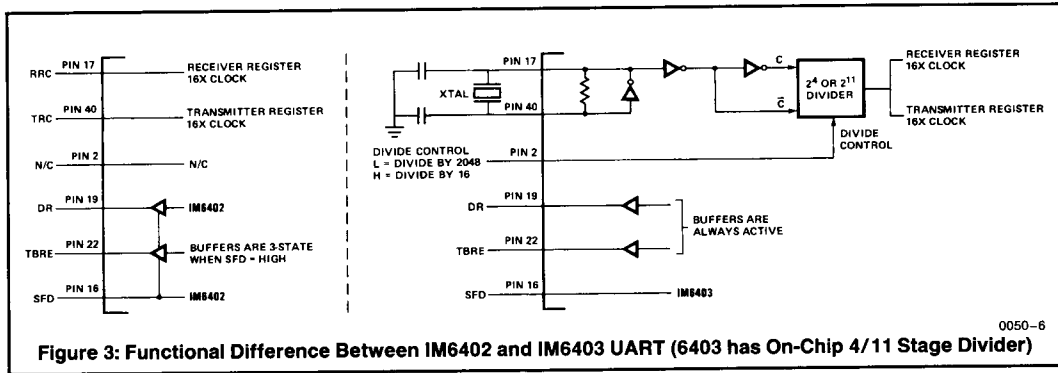 RRC PIN 17 RECEIVER REGISTER
16X CLOCK
TRC PIN 40 TRANSMITTER REGISTER
16X CLOCK
N/C PIN 2 N/C
DR PIN 19 IM6402
TBRE PIN 22 BUFFERS ARE 3-STATE
WHEN SFD = HIGH
SFD PIN 16 IM6402
PIN 17
XTAL
PIN 40
C
C̅
2⁴ OR 2¹¹
DIVIDER
RECEIVER REGISTER
16X CLOCK
TRANSMITTER REGISTER
16X CLOCK
DIVIDE
CONTROL
DIVIDE CONTROL
L = DIVIDE BY 2048
H = DIVIDE BY 16
PIN 2
DR PIN 19
BUFFERS ARE
ALWAYS ACTIVE
TBRE PIN 22
SFD PIN 16 IM6403
0050-6
Figure 3: Functional Difference Between IM6402 and IM6403 UART (6403 has On-Chip 4/11 Stage Divider)